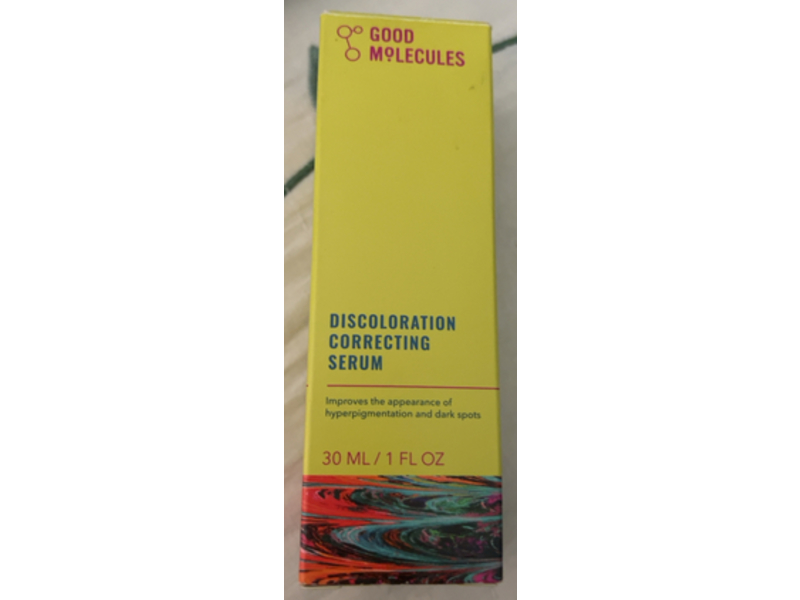 GOOD
MOLECULES
DISCOLORATION
CORRECTING
SERUM
Improves the appearance of
hyperpigmentation and dark spots
30 ML / 1 FL OZ